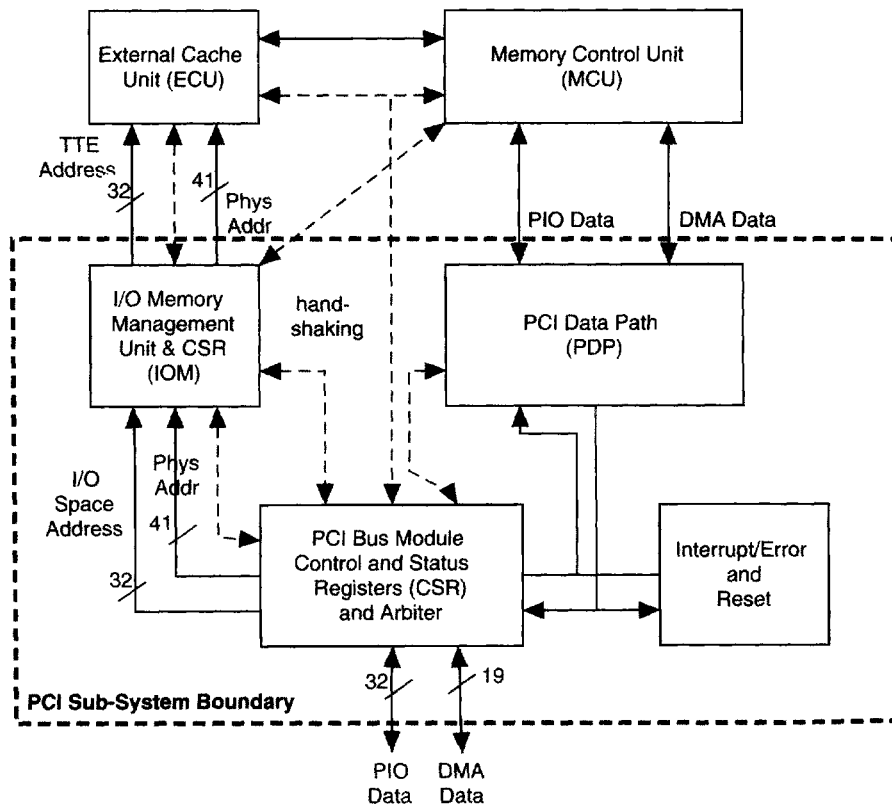 External Cache
Unit (ECU)
Memory Control Unit
(MCU)
TTE
Address
32
41
Phys
Addr
PIO Data
DMA Data
I/O Memory
Management
Unit & CSR
(IOM)
hand-
shaking
PCI Data Path
(PDP)
I/O
Space
Address
Phys
Addr
41
32
PCI Bus Module
Control and Status
Registers (CSR)
and Arbiter
Interrupt/Error
and
Reset
32
19
PCI Sub-System Boundary
PIO
Data
DMA
Data